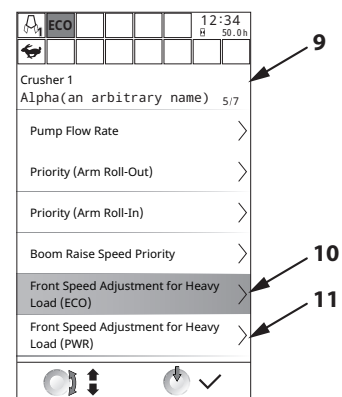 1
ECO
12:34
50.0h
9
Crusher 1
Alpha(an arbitrary name) 5/7
Pump Flow Rate
Priority (Arm Roll-Out)
Priority (Arm Roll-In)
Boom Raise Speed Priority
Front Speed Adjustment for Heavy
Load (ECO)
10
Front Speed Adjustment for Heavy
Load (PWR)
11